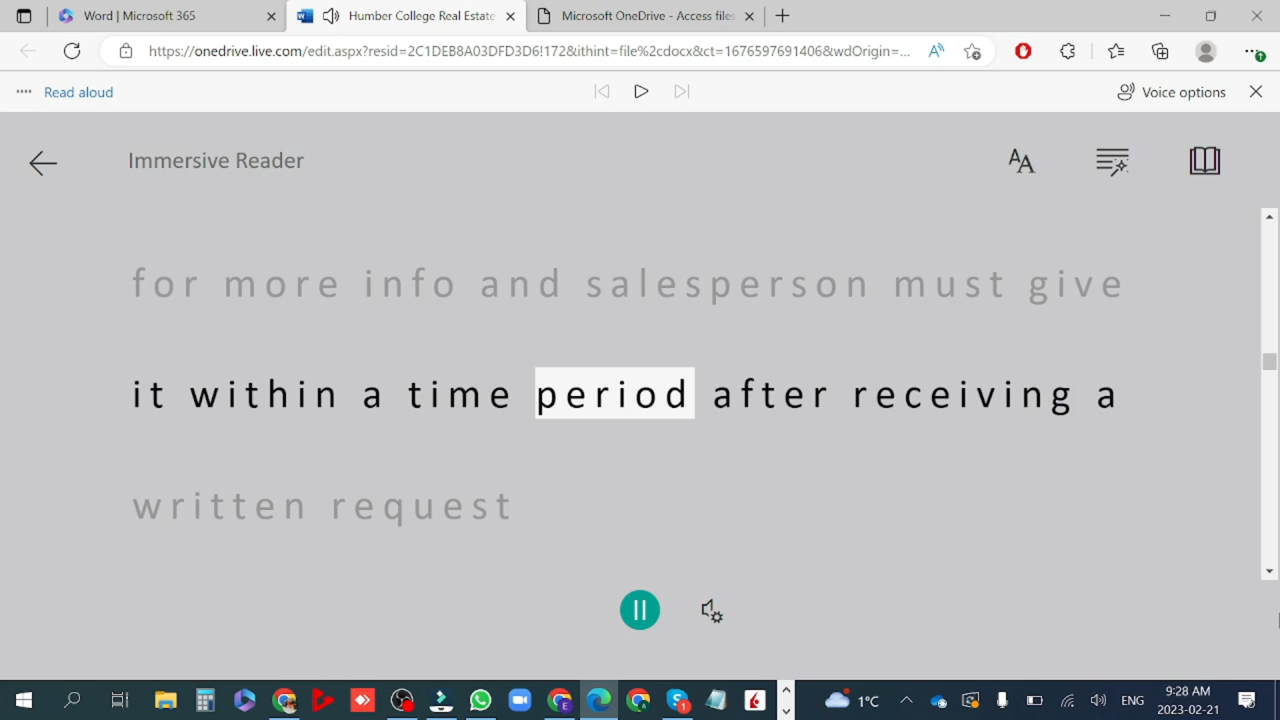 Word | Microsoft 365
Humber College Real Estate
Microsoft OneDrive - Access files
https://onedrive.live.com/edit.aspx?resid=2C1DEB8A03DFD3D6!172&ithint=file%2cdocx&ct=1676597691406&wdOrigin=...
Read aloud
Voice options
Immersive Reader
for more info and salesperson must give
it within a time period after receiving a
written request
1°C
ENG
9:28 AM
2023-02-21